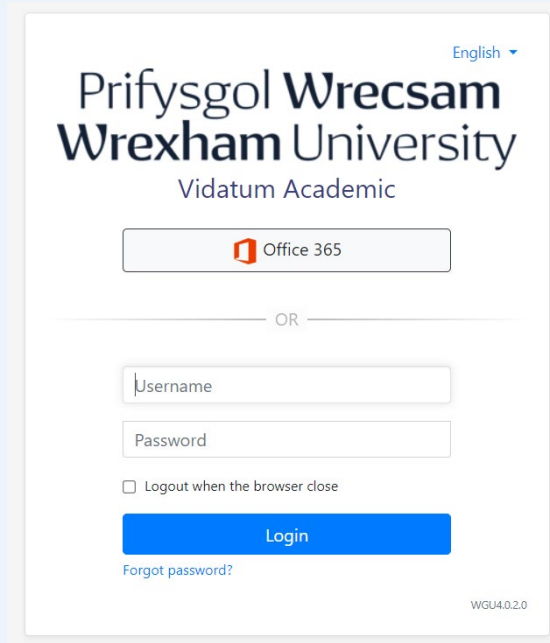 English
Prifysgol Wrecsam
Wrexham University
Vidatum Academic
Office 365
OR
Username
Password
Logout when the browser close
Login
Forgot password?
WGU4.0.2.0